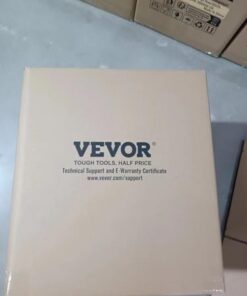 VEVOR®
TOUGH TOOLS, HALF PRICE
Technical Support and E-Warranty Certificate
www.vevor.com/support